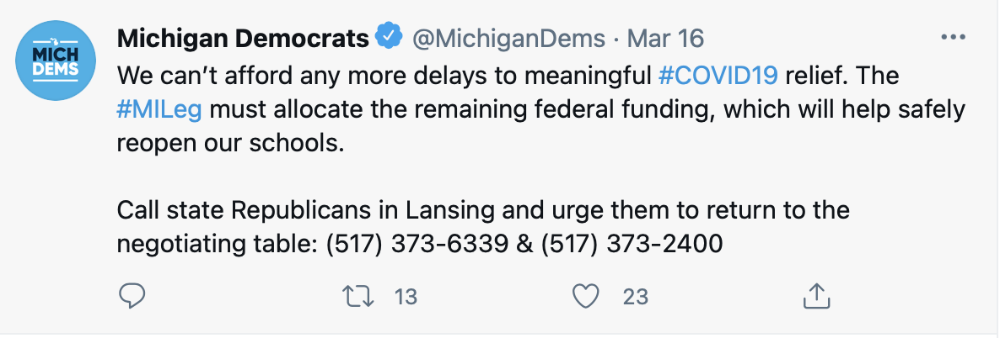 MICH
DEMS
Michigan Democrats @MichiganDems · Mar 16
We can’t afford any more delays to meaningful #COVID19 relief. The
#MILeg must allocate the remaining federal funding, which will help safely
reopen our schools.
Call state Republicans in Lansing and urge them to return to the
negotiating table: (517) 373-6339 & (517) 373-2400
13 23